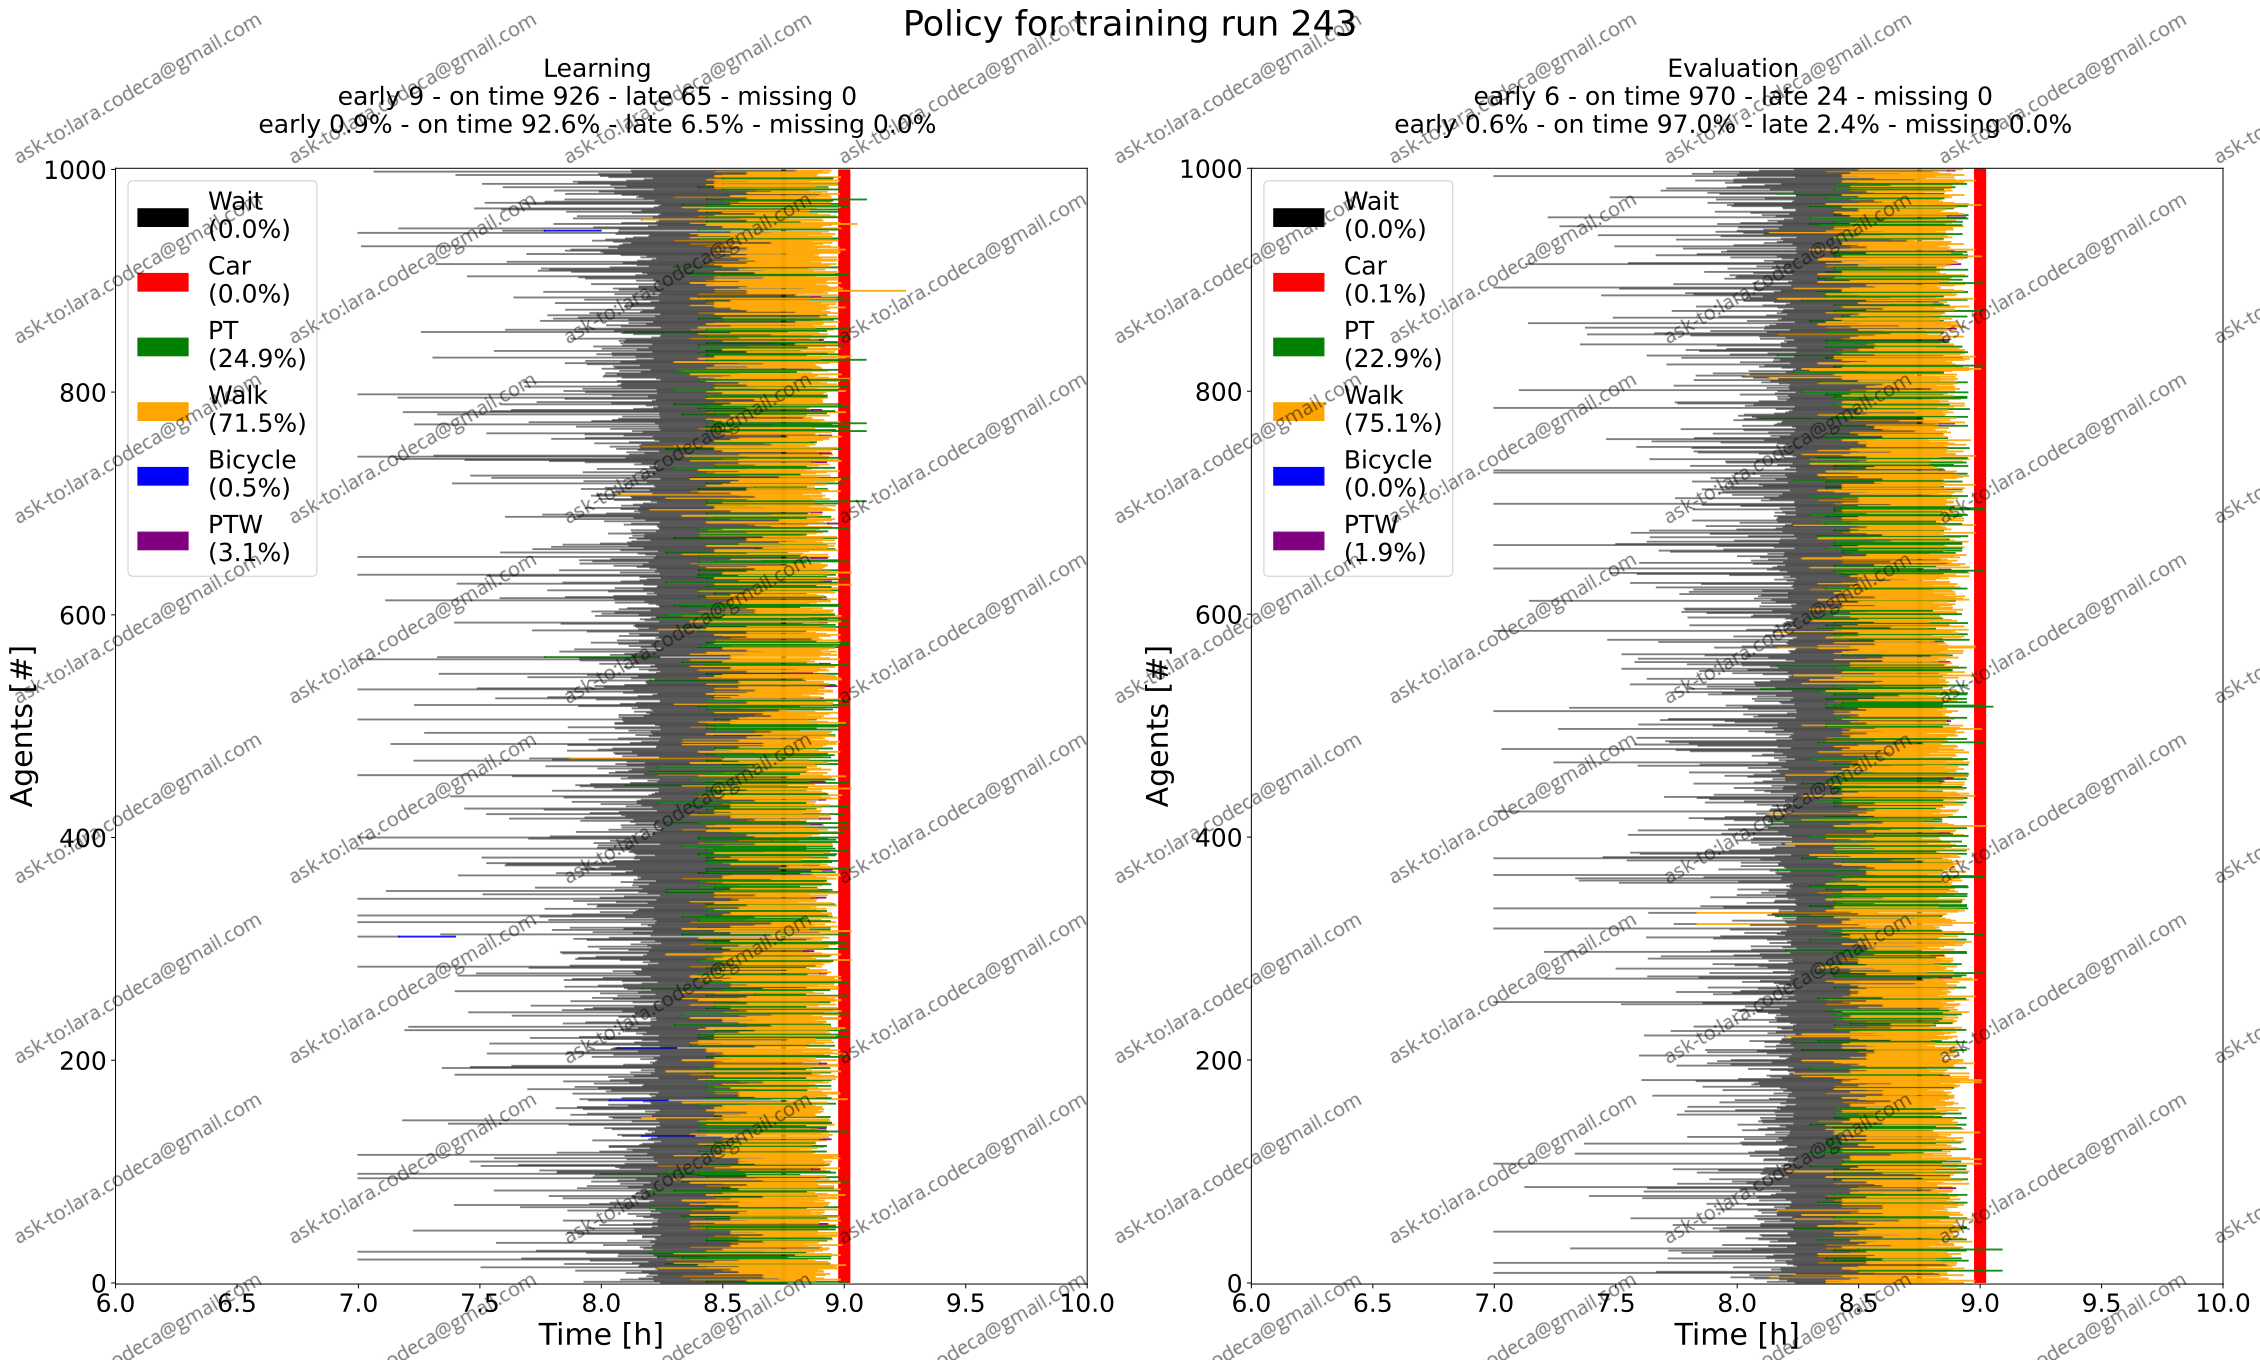 Policy for training run 243
Learning
early 9 - on time 926 - late 65 - missing 0
early 0.9% - on time 92.6% - late 6.5% - missing 0.0%
Wait
(0.0%)
Car
(0.0%)
PT
(24.9%)
Walk
(71.5%)
Bicycle
(0.5%)
PTW
(3.1%)
Agents [#]
1000
800
600
400
200
0
6.0 6.5 7.0 7.5 8.0 8.5 9.0 9.5 10.0
Time [h]
Evaluation
early 6 - on time 970 - late 24 - missing 0
early 0.6% - on time 97.0% - late 2.4% - missing 0.0%
Wait
(0.0%)
Car
(0.1%)
PT
(22.9%)
Walk
(75.1%)
Bicycle
(0.0%)
PTW
(1.9%)
Agents [#]
1000
800
600
400
200
0
6.0 6.5 7.0 7.5 8.0 8.5 9.0 9.5 10.0
Time [h]
ask-to:lara.codeca@gmail.com